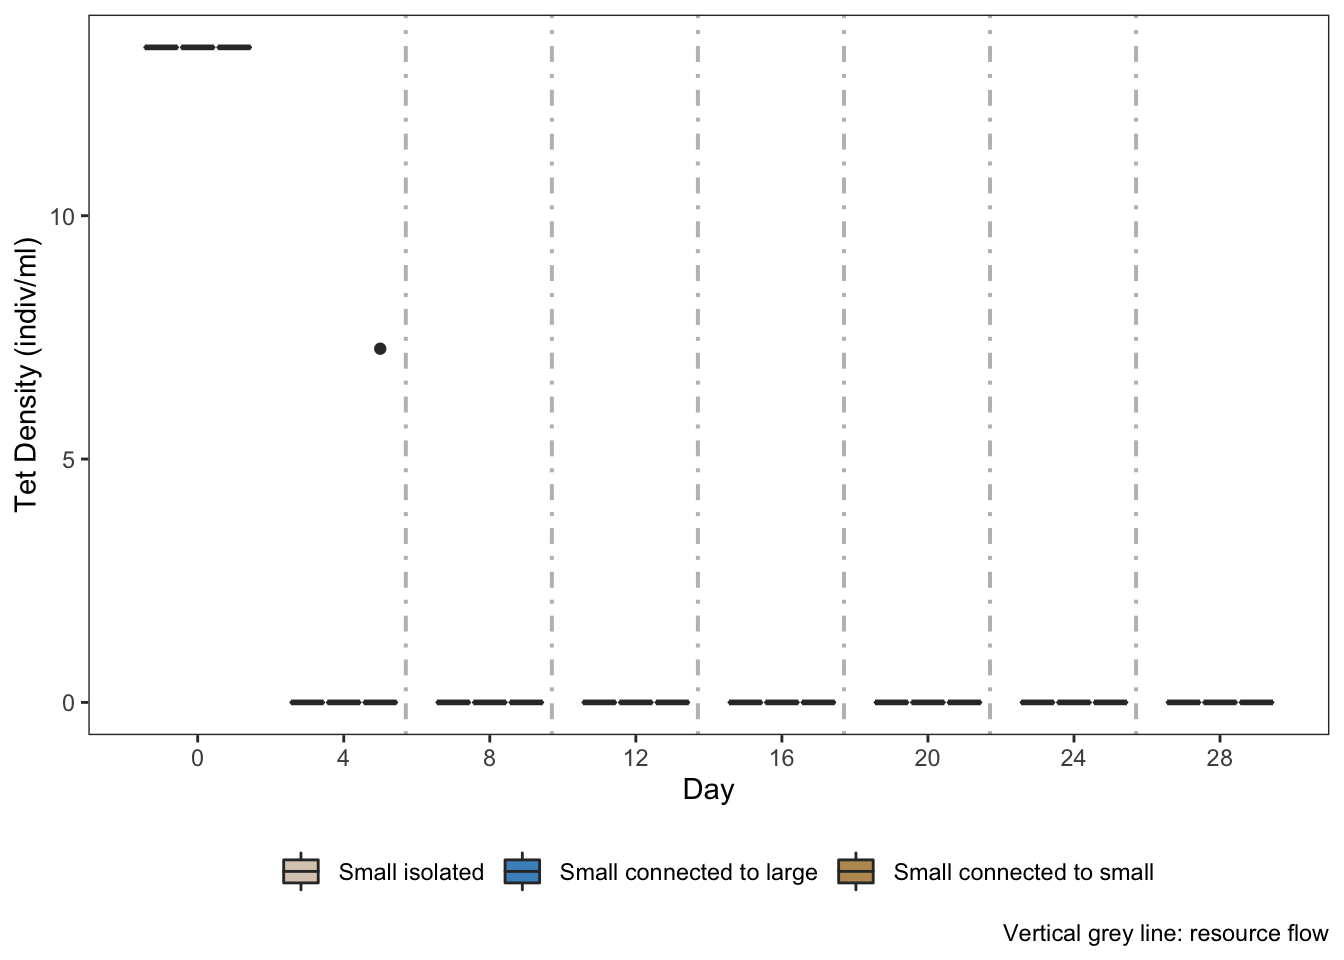 Tet Density (indiv/ml)
10
5
0
0 4 8 12 16 20 24 28
Day
Small isolated Small connected to large Small connected to small
Vertical grey line: resource flow